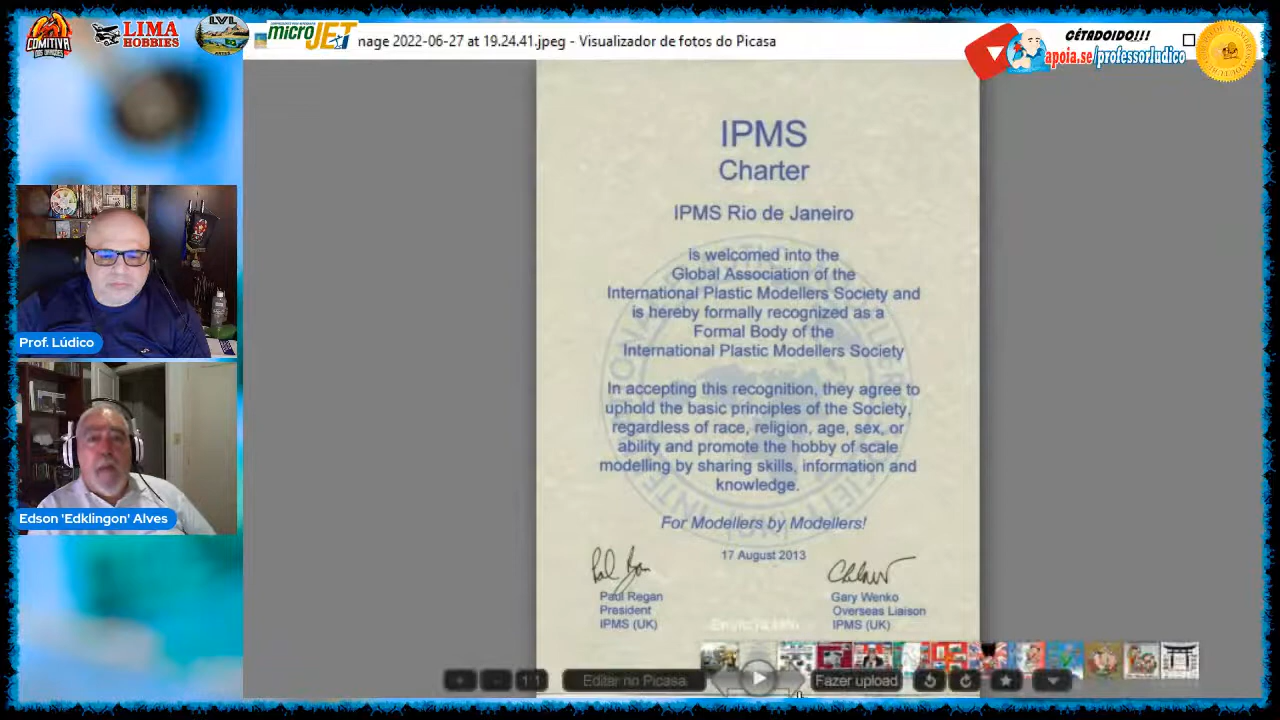 COMITIVA
LIMA
HOBBIES
LVL
ARTES
microJET
nage 2022-06-27 at 19.24.41.jpeg - Visualizador de fotos do Picasa
CÉTADOIDO!!!
apoia.se/professorludico
IPMS
Charter
IPMS Rio de Janeiro
is welcomed into the
Global Association of the
International Plastic Modellers Society and
is hereby formally recognized as a
Formal Body of the
International Plastic Modellers Society
In accepting this recognition, they agree to
uphold the basic principles of the Society,
regardless of race, religion, age, sex, or
ability and promote the hobby of scale
modelling by sharing skills, information and
knowledge.
For Modellers by Modellers!
17 August 2013
Paul Regan
President
IPMS (UK)
Gary Wenko
Overseas Liaison
IPMS (UK)
Prof. Lúdico
Edson 'Edklingon' Alves
1:1
Editar no Picasa
Fazer upload